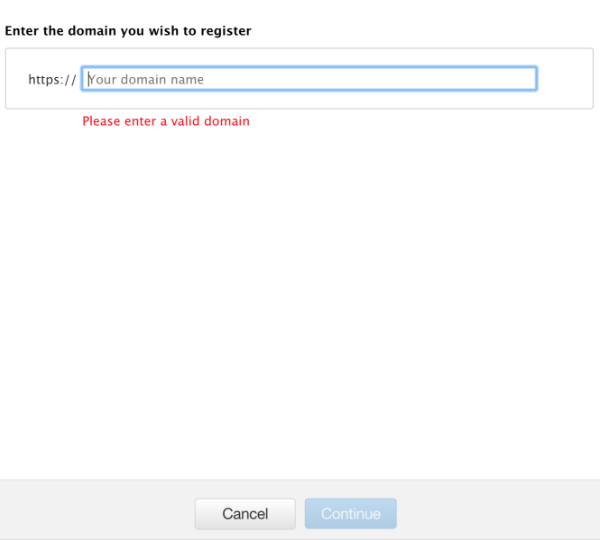 Enter the domain you wish to register
https:// Your domain name
Please enter a valid domain
Cancel Continue